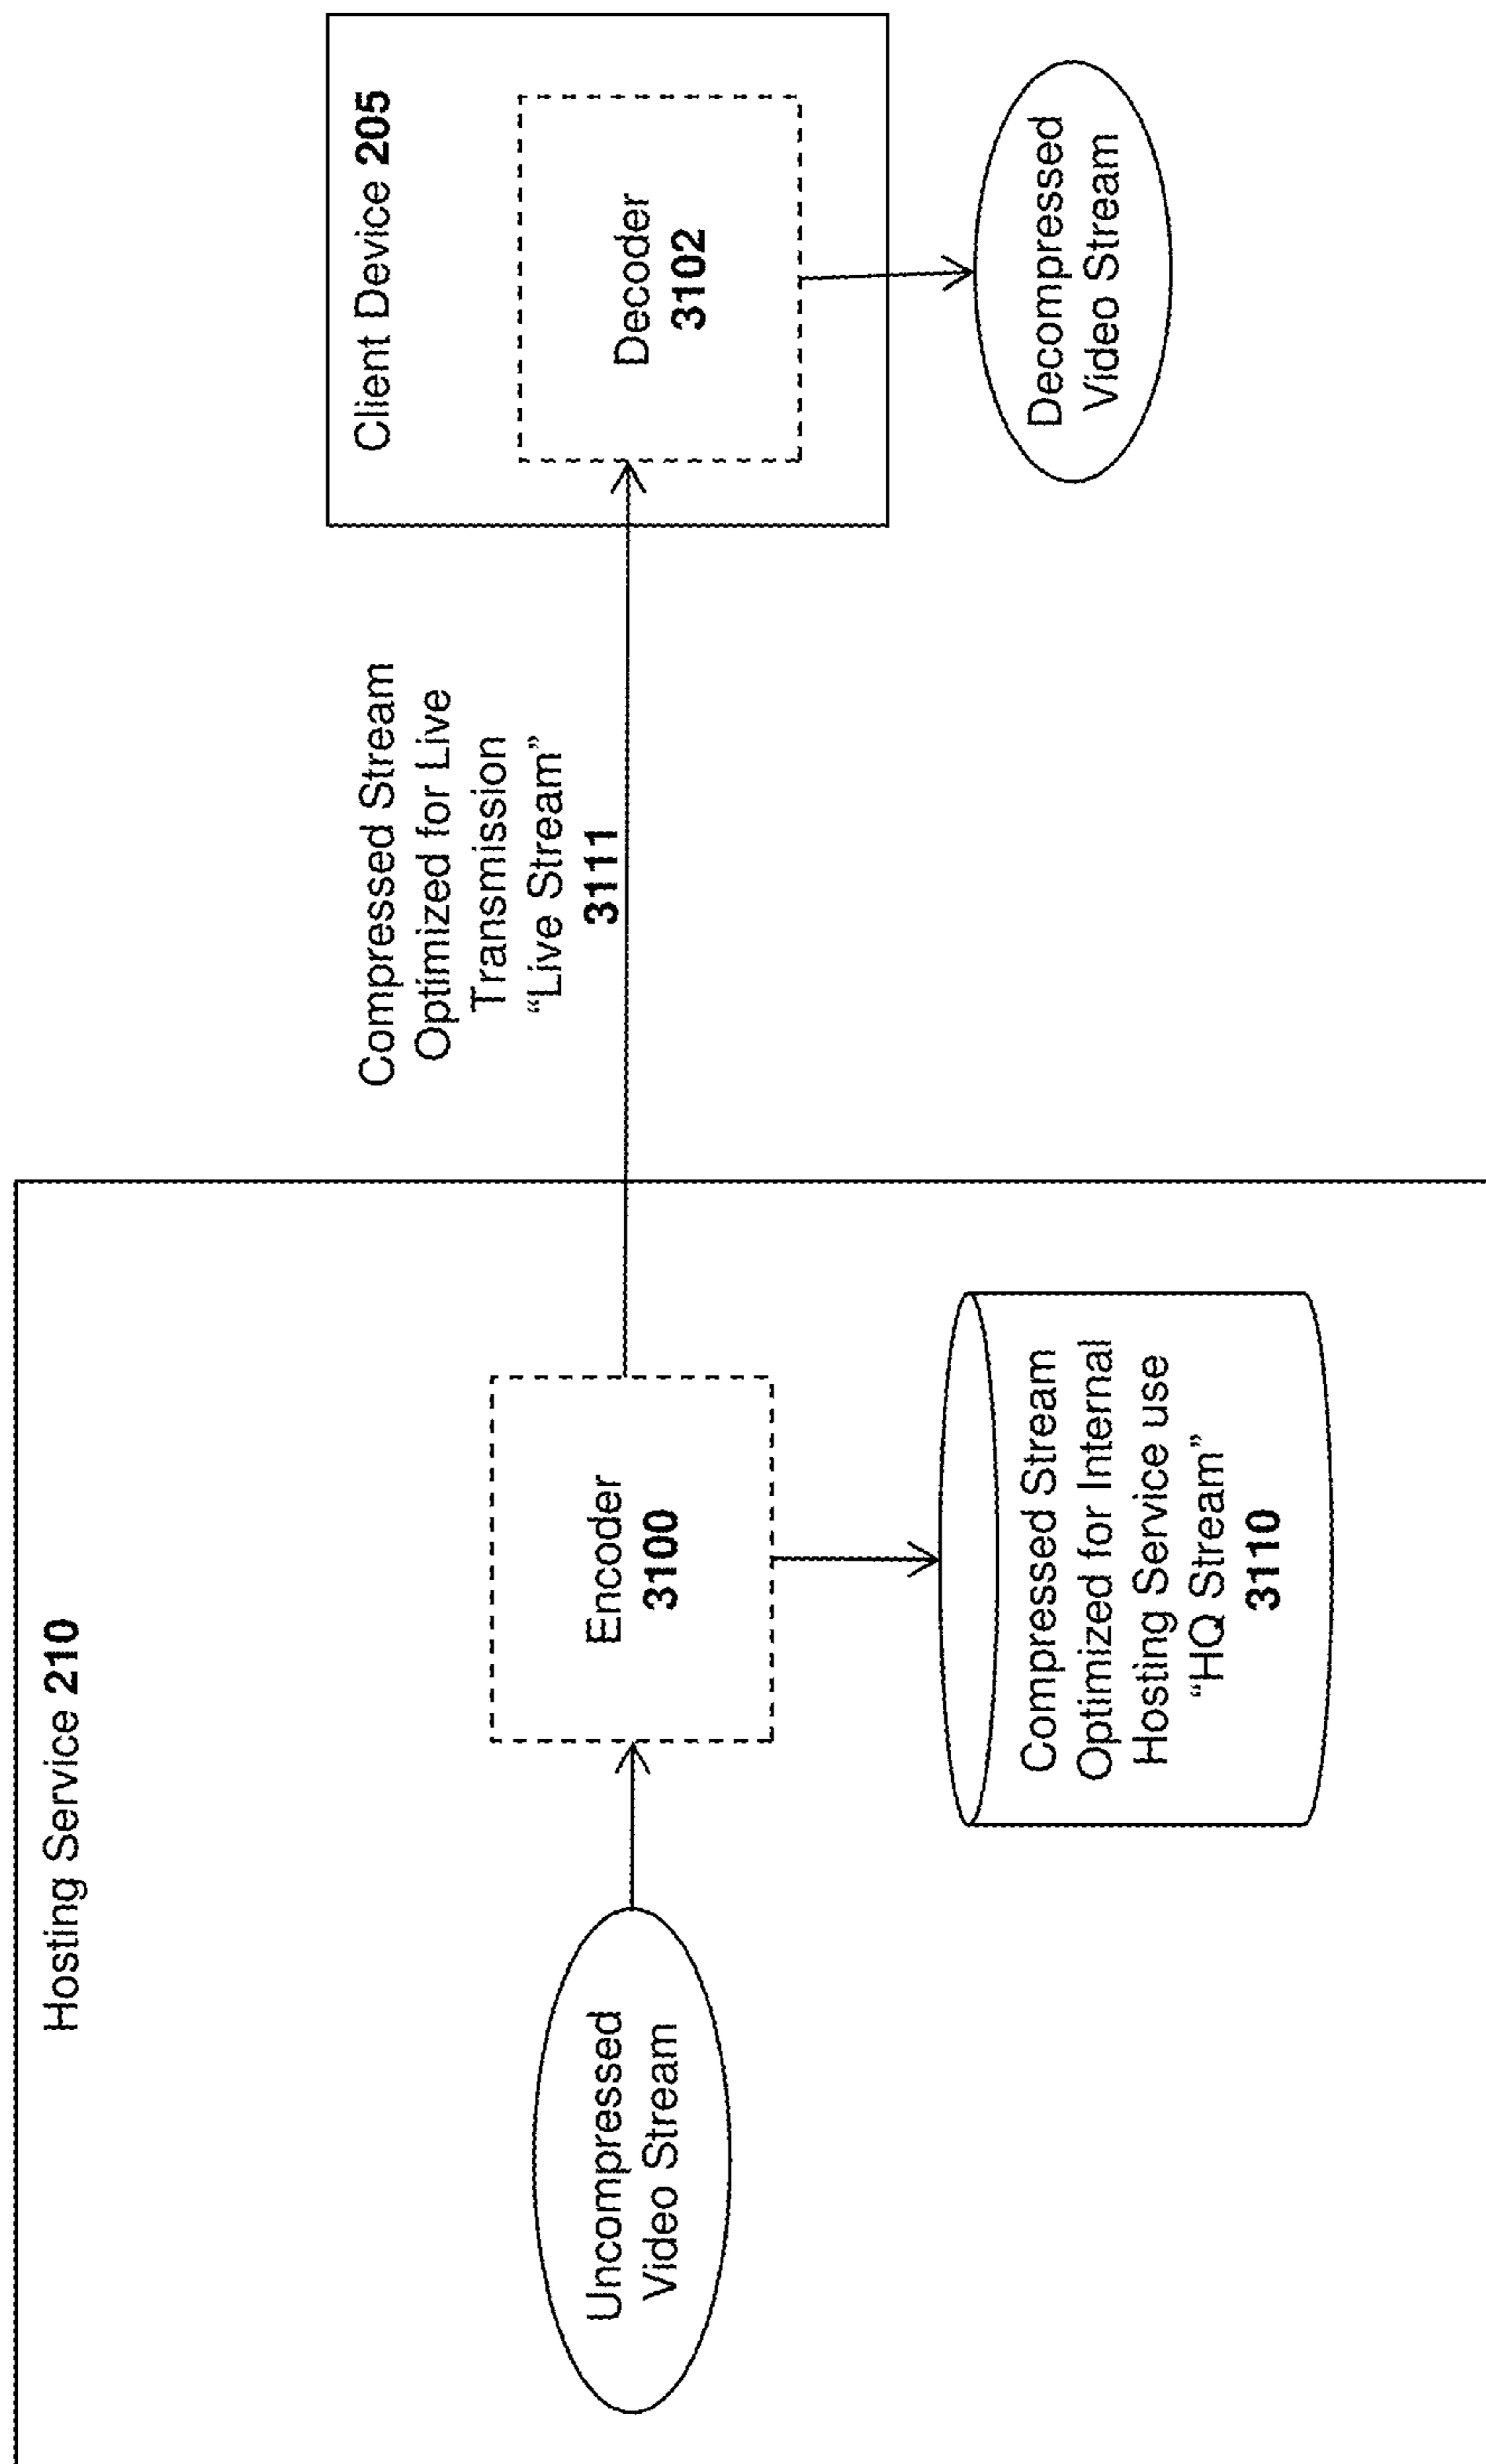 Hosting Service 210
Uncompressed
Video Stream
Encoder
3100
Compressed Stream
Optimized for Internal
Hosting Service use
“HQ Stream”
3110
Compressed Stream
Optimized for Live
Transmission
“Live Stream”
3111
Client Device 205
Decoder
3102
Decompressed
Video Stream